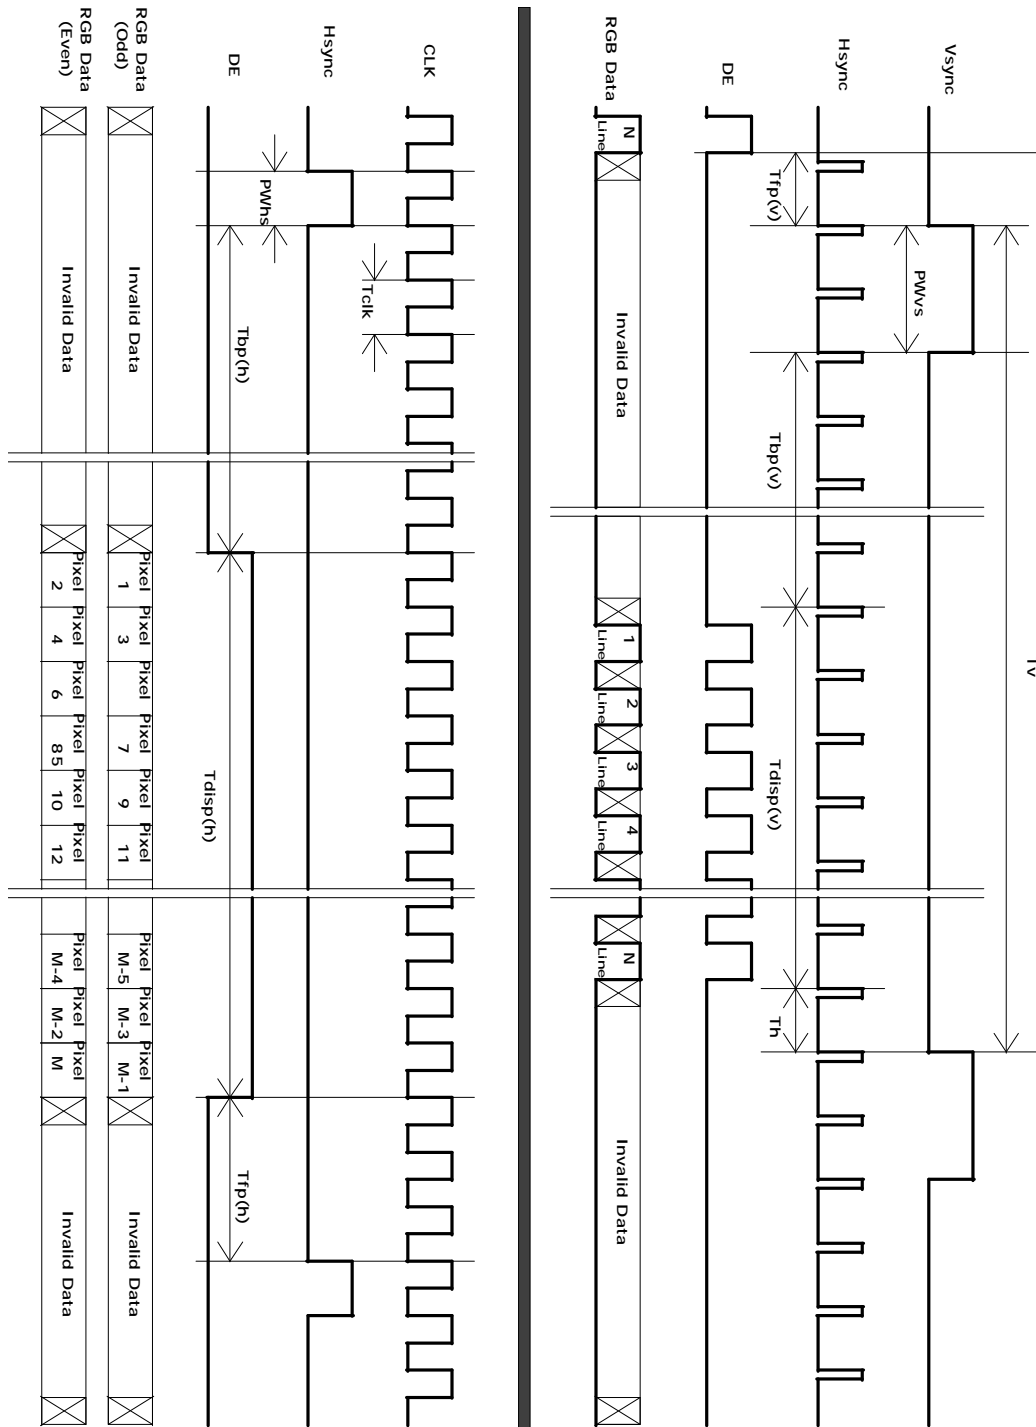 Tv
Vsync
PWvs
Hsync
Tfp(v) Tbp(v) Tdisp(v) Th
DE
RGB Data
N 1 2 3 4 N
Line Invalid Data Line Line Line Line Line Invalid Data
CLK
Tclk
Hsync
PWhs
DE
Tbp(h) Tdisp(h) Tfp(h)
RGB Data
(Odd)
Pixel Pixel Pixel Pixel Pixel Pixel Pixel Pixel Pixel
Invalid Data 1 3 7 9 11 M-5 M-3 M-1 Invalid Data
RGB Data
(Even)
Pixel Pixel Pixel Pixel Pixel Pixel Pixel Pixel Pixel
Invalid Data 2 4 6 85 10 12 M-4 M-2 M Invalid Data